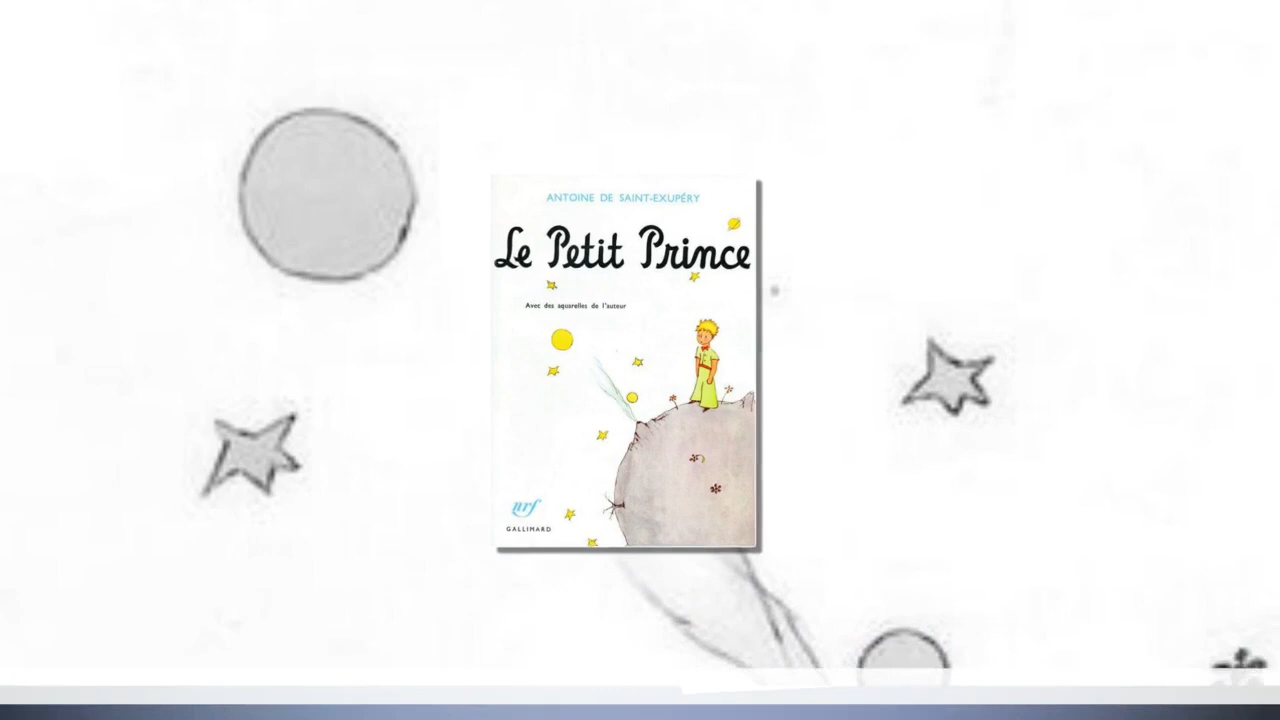 ANTOINE DE SAINT-EXUPÉRY
Le Petit Prince
Avec des aquarelles de l'auteur
nrf
GALLIMARD